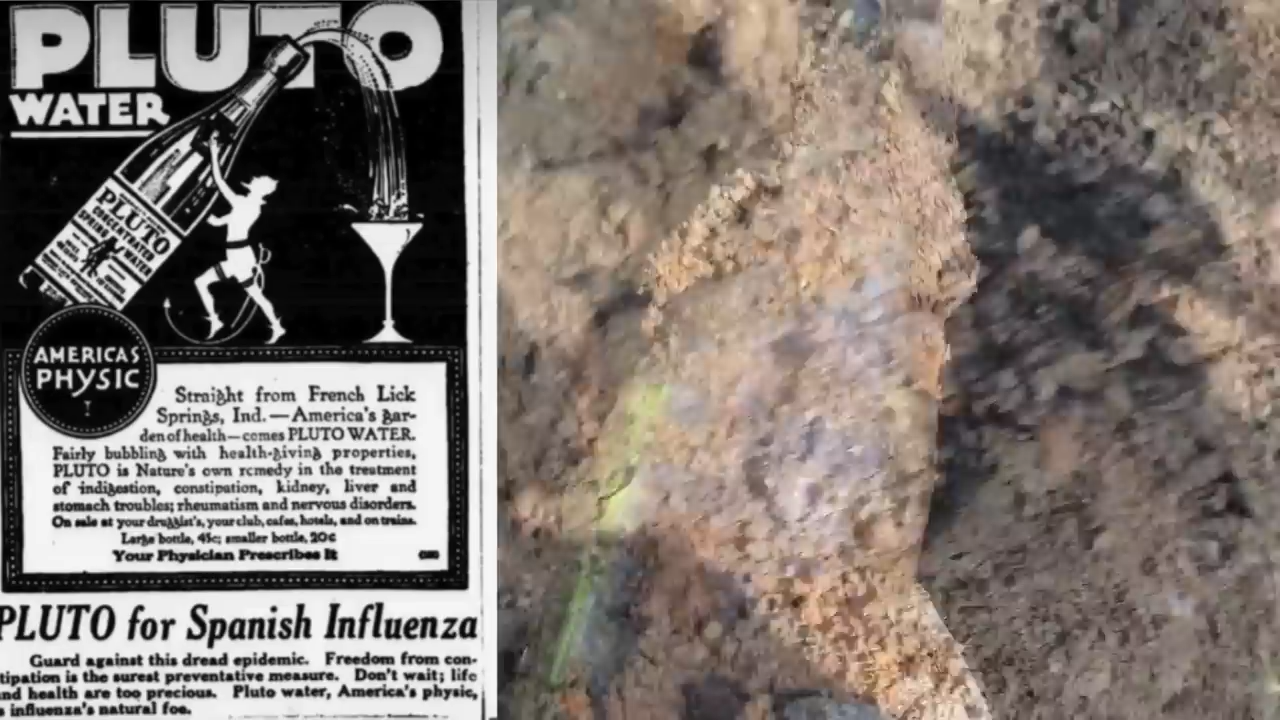 PLUTO
WATER
PLUTO
CONCENTRATED
SPRING WATER
AMERICAS
PHYSIC
Straight from French Lick
Springs, Ind.—America's gar-
den of health—comes PLUTO WATER.
Fairly bubbling with health-giving properties,
PLUTO is Nature's own remedy in the treatment
of indigestion, constipation, kidney, liver and
stomach troubles; rheumatism and nervous disorders.
On sale at your druggist's, your club, cafes, hotels, and on trains.
Large bottle, 45c; smaller bottle, 20c
Your Physician Prescribes It
PLUTO for Spanish Influenza
Guard against this dread epidemic. Freedom from con-
tipation is the surest preventative measure. Don't wait; life
nd health are too precious. Pluto water, America's physic,
s influenza's natural foe.